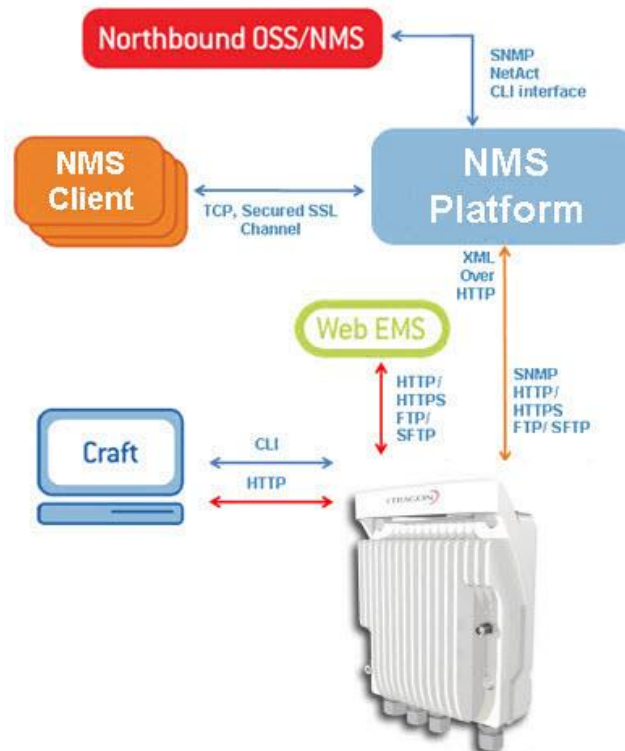 Northbound OSS/NMS
SNMP
NetAct
CLI interface
NMS
Client
NMS
Platform
TCP, Secured SSL
Channel
XML
Over
HTTP
Web EMS
HTTP/
HTTPS
FTP/
SFTP
SNMP
HTTP/
HTTPS
FTP/ SFTP
Craft
CLI
HTTP